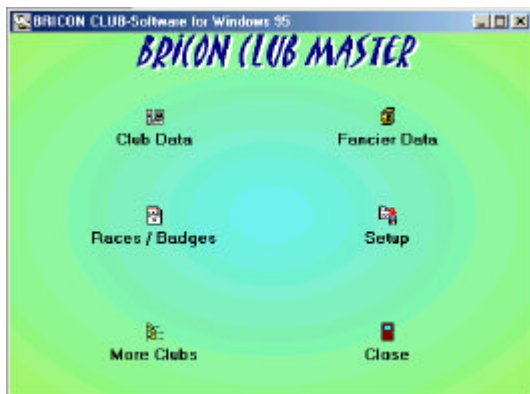 BRICON CLUB-Software for Windows 95
BRICON CLUB MASTER
Club Data Fancier Data
Races / Badges Setup
More Clubs Close